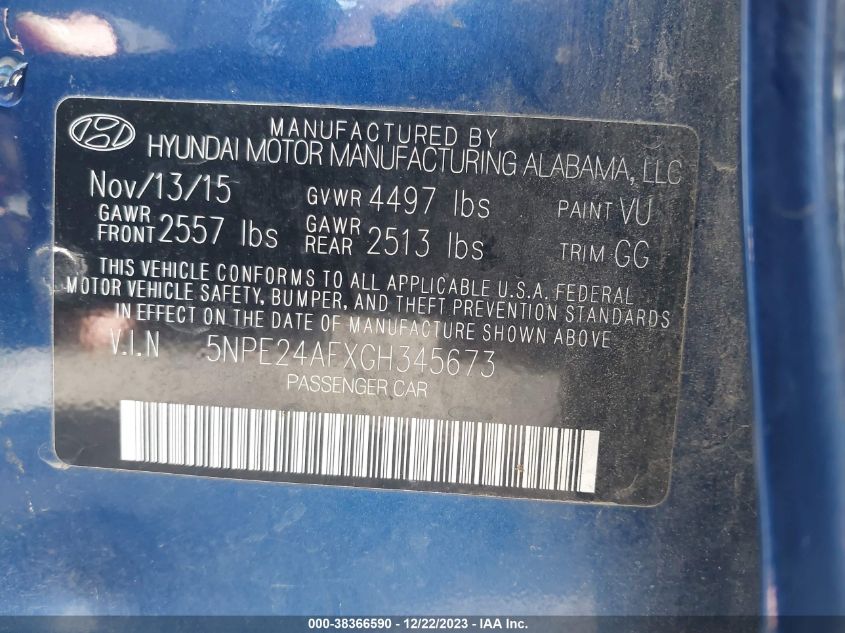 MANUFACTURED BY
HYUNDAI MOTOR MANUFACTURING ALABAMA, LLC
Nov/13/15 GVWR 4497 lbs PAINT VU
GAWR FRONT 2557 lbs GAWR REAR 2513 lbs TRIM GG
THIS VEHICLE CONFORMS TO ALL APPLICABLE U.S.A. FEDERAL
MOTOR VEHICLE SAFETY, BUMPER, AND THEFT PREVENTION STANDARDS
IN EFFECT ON THE DATE OF MANUFACTURE SHOWN ABOVE
V.I.N 5NPE24AFXGH345673
PASSENGER CAR
000-38366590 - 12/22/2023 - IAA Inc.